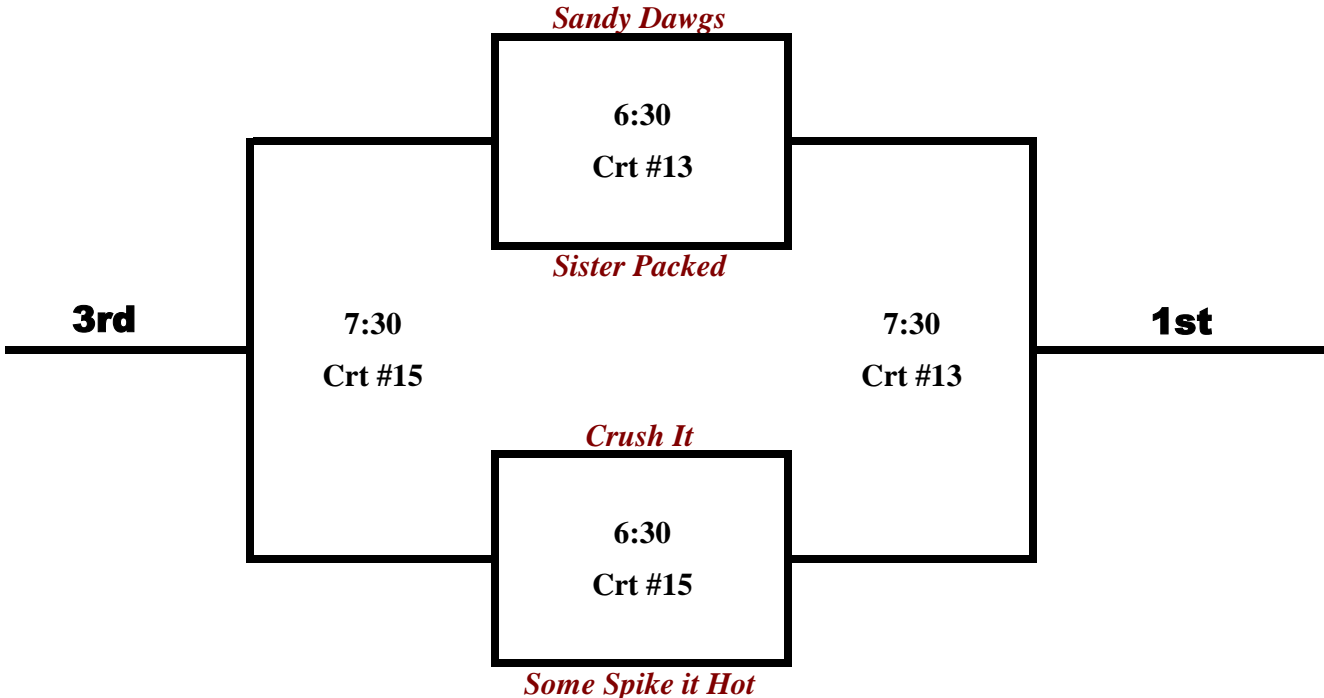 Sandy Dawgs
6:30
Crt #13
Sister Packed
3rd
7:30
Crt #15
7:30
Crt #13
1st
Crush It
6:30
Crt #15
Some Spike it Hot